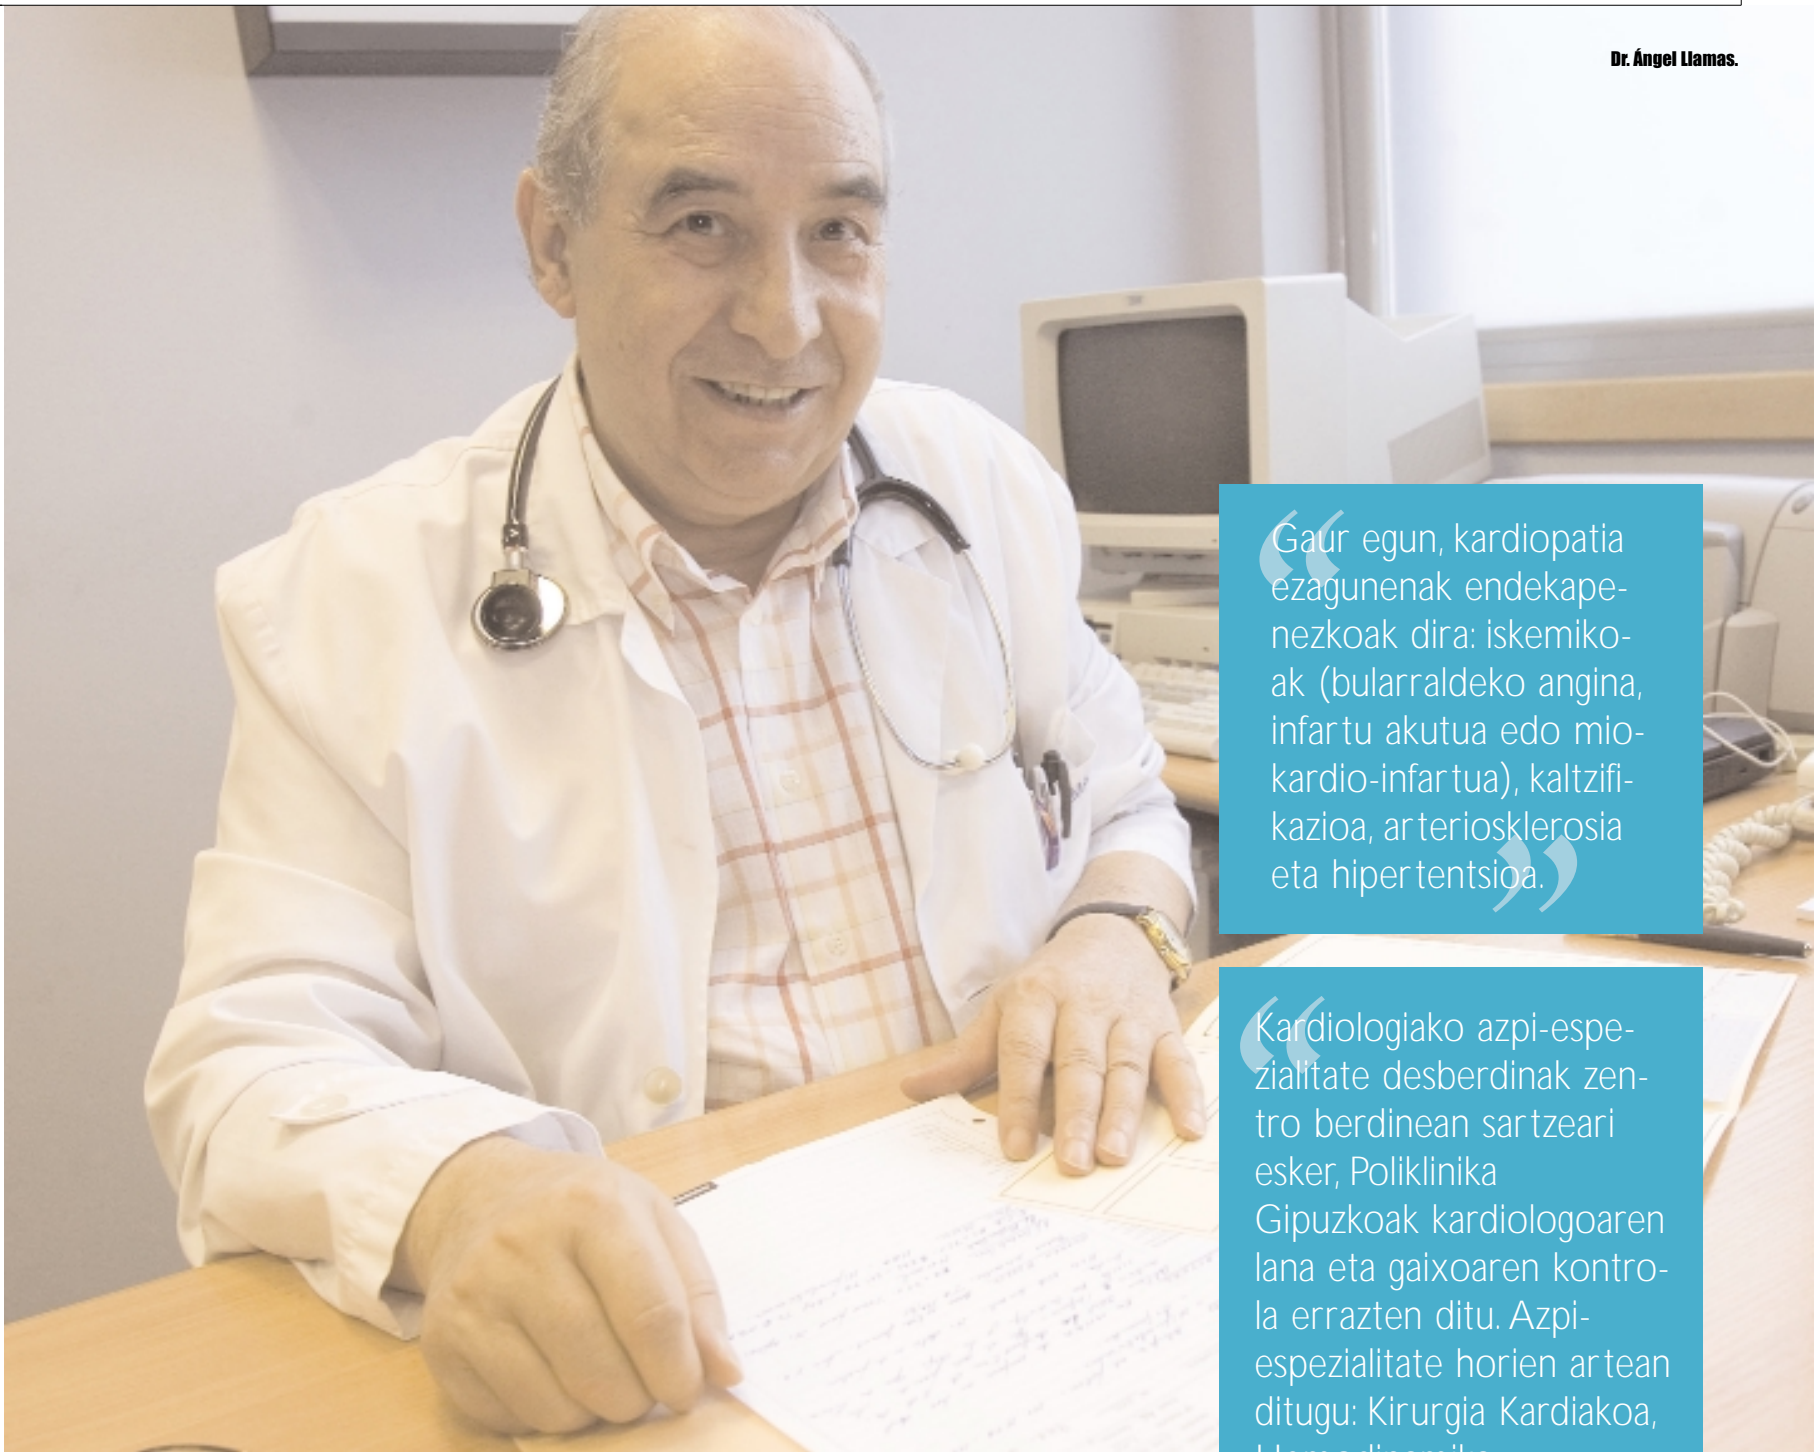 Dr. Ángel Llamas.
“Gaur egun, kardiopatia
ezagunenak endekape-
nezkoak dira: iskemiko-
ak (bularraldeko angina,
infartu akutua edo mio-
kardio-infartua), kaltzifi-
kazioa, arteriosklerosia
eta hipertentsioa.”
“Kardiologiako azpi-espe-
zialitate desberdinak zen-
tro berdinean sartzeari
esker, Poliklinika
Gipuzkoak kardiologoaren
lana eta gaixoaren kontro-
la errazten ditu. Azpi-
espezialitate horien artean
ditugu: Kirurgia Kardiakoa,